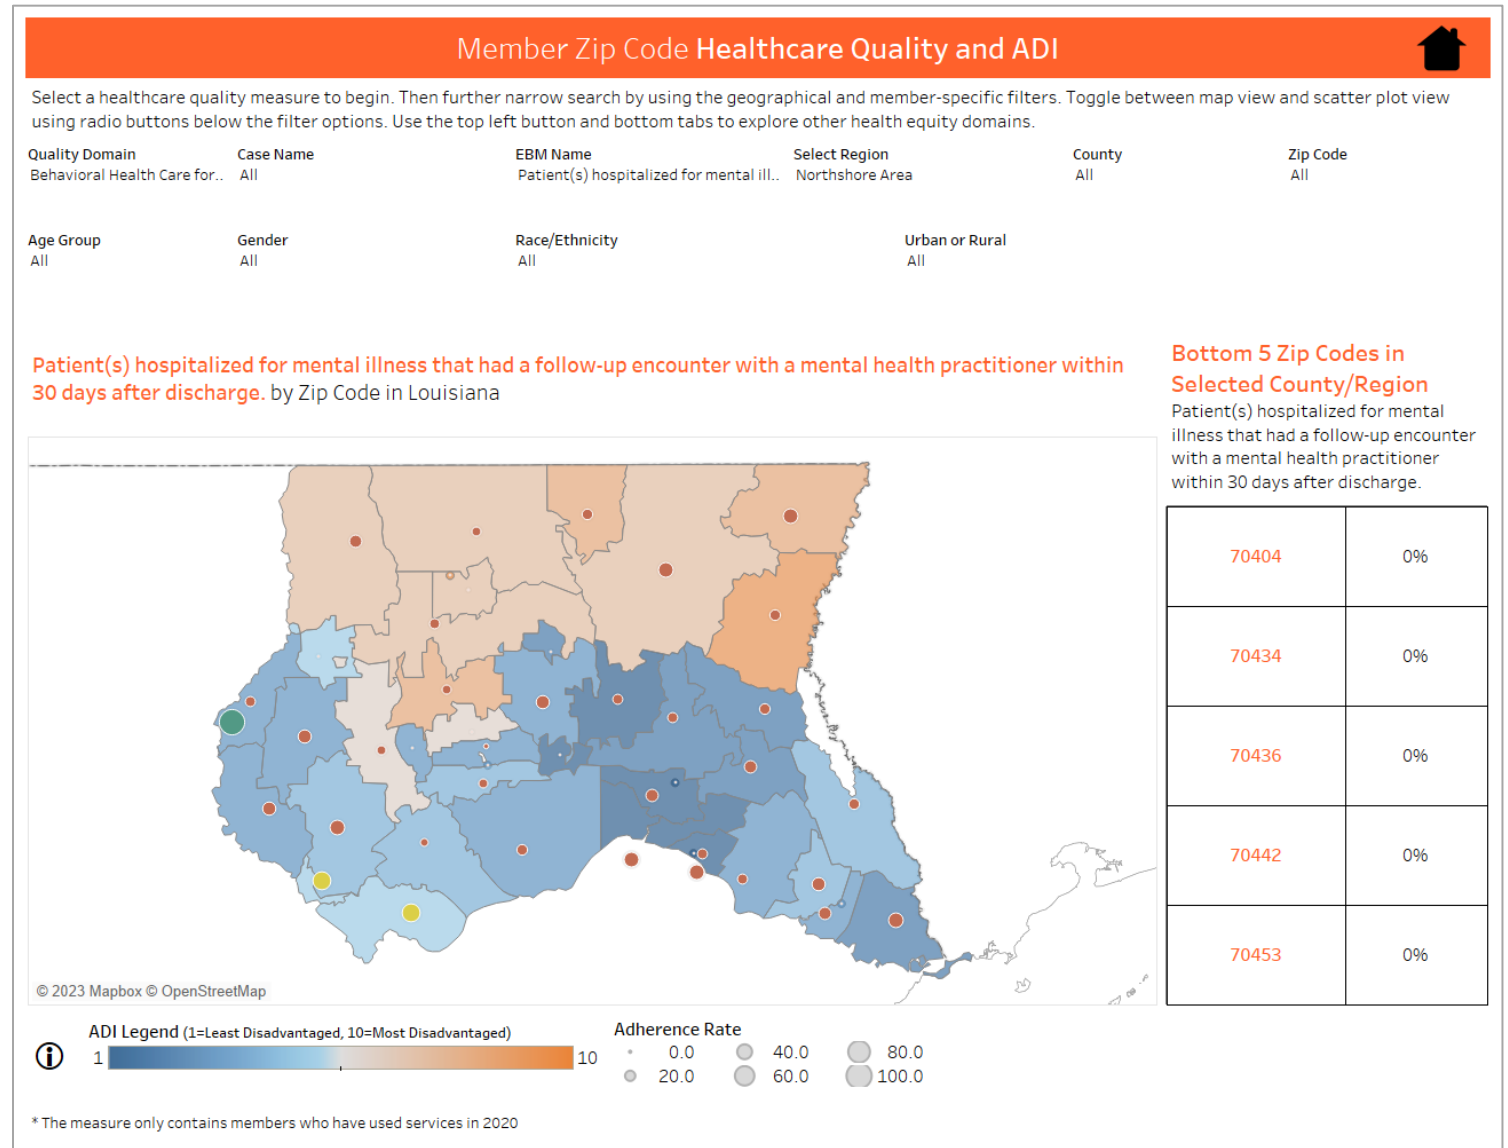 Member Zip Code Healthcare Quality and ADI
Select a healthcare quality measure to begin. Then further narrow search by using the geographical and member-specific filters. Toggle between map view and scatter plot view
using radio buttons below the filter options. Use the top left button and bottom tabs to explore other health equity domains.
Quality Domain Case Name EBM Name Select Region County Zip Code
Behavioral Health Care for.. All Patient(s) hospitalized for mental ill.. Northshore Area All All
Age Group Gender Race/Ethnicity Urban or Rural
All All All All
Patient(s) hospitalized for mental illness that had a follow-up encounter with a mental health practitioner within
30 days after discharge. by Zip Code in Louisiana
Bottom 5 Zip Codes in
Selected County/Region
Patient(s) hospitalized for mental
illness that had a follow-up encounter
with a mental health practitioner
within 30 days after discharge.
70404 0%
70434 0%
70436 0%
70442 0%
70453 0%
© 2023 Mapbox © OpenStreetMap
ADI Legend (1=Least Disadvantaged, 10=Most Disadvantaged)
1 10
Adherence Rate
0.0 40.0 80.0
20.0 60.0 100.0
* The measure only contains members who have used services in 2020